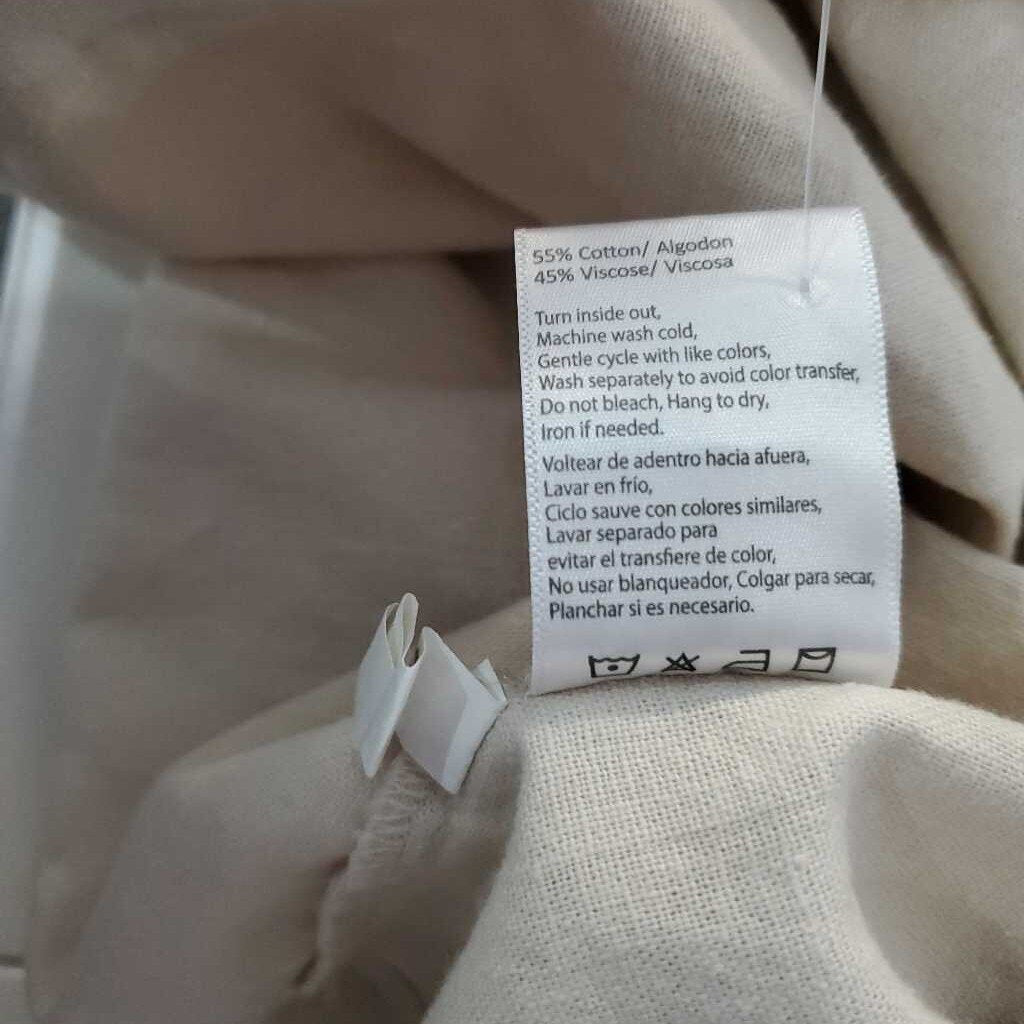 55% Cotton/ Algodon
45% Viscose/ Viscosa
Turn inside out,
Machine wash cold,
Gentle cycle with like colors,
Wash separately to avoid color transfer,
Do not bleach, Hang to dry,
Iron if needed.
Voltear de adentro hacia afuera,
Lavar en frío,
Ciclo sauve con colores similares,
Lavar separado para
evitar el transfiere de color,
No usar blanqueador, Colgar para secar,
Planchar si es necesario.